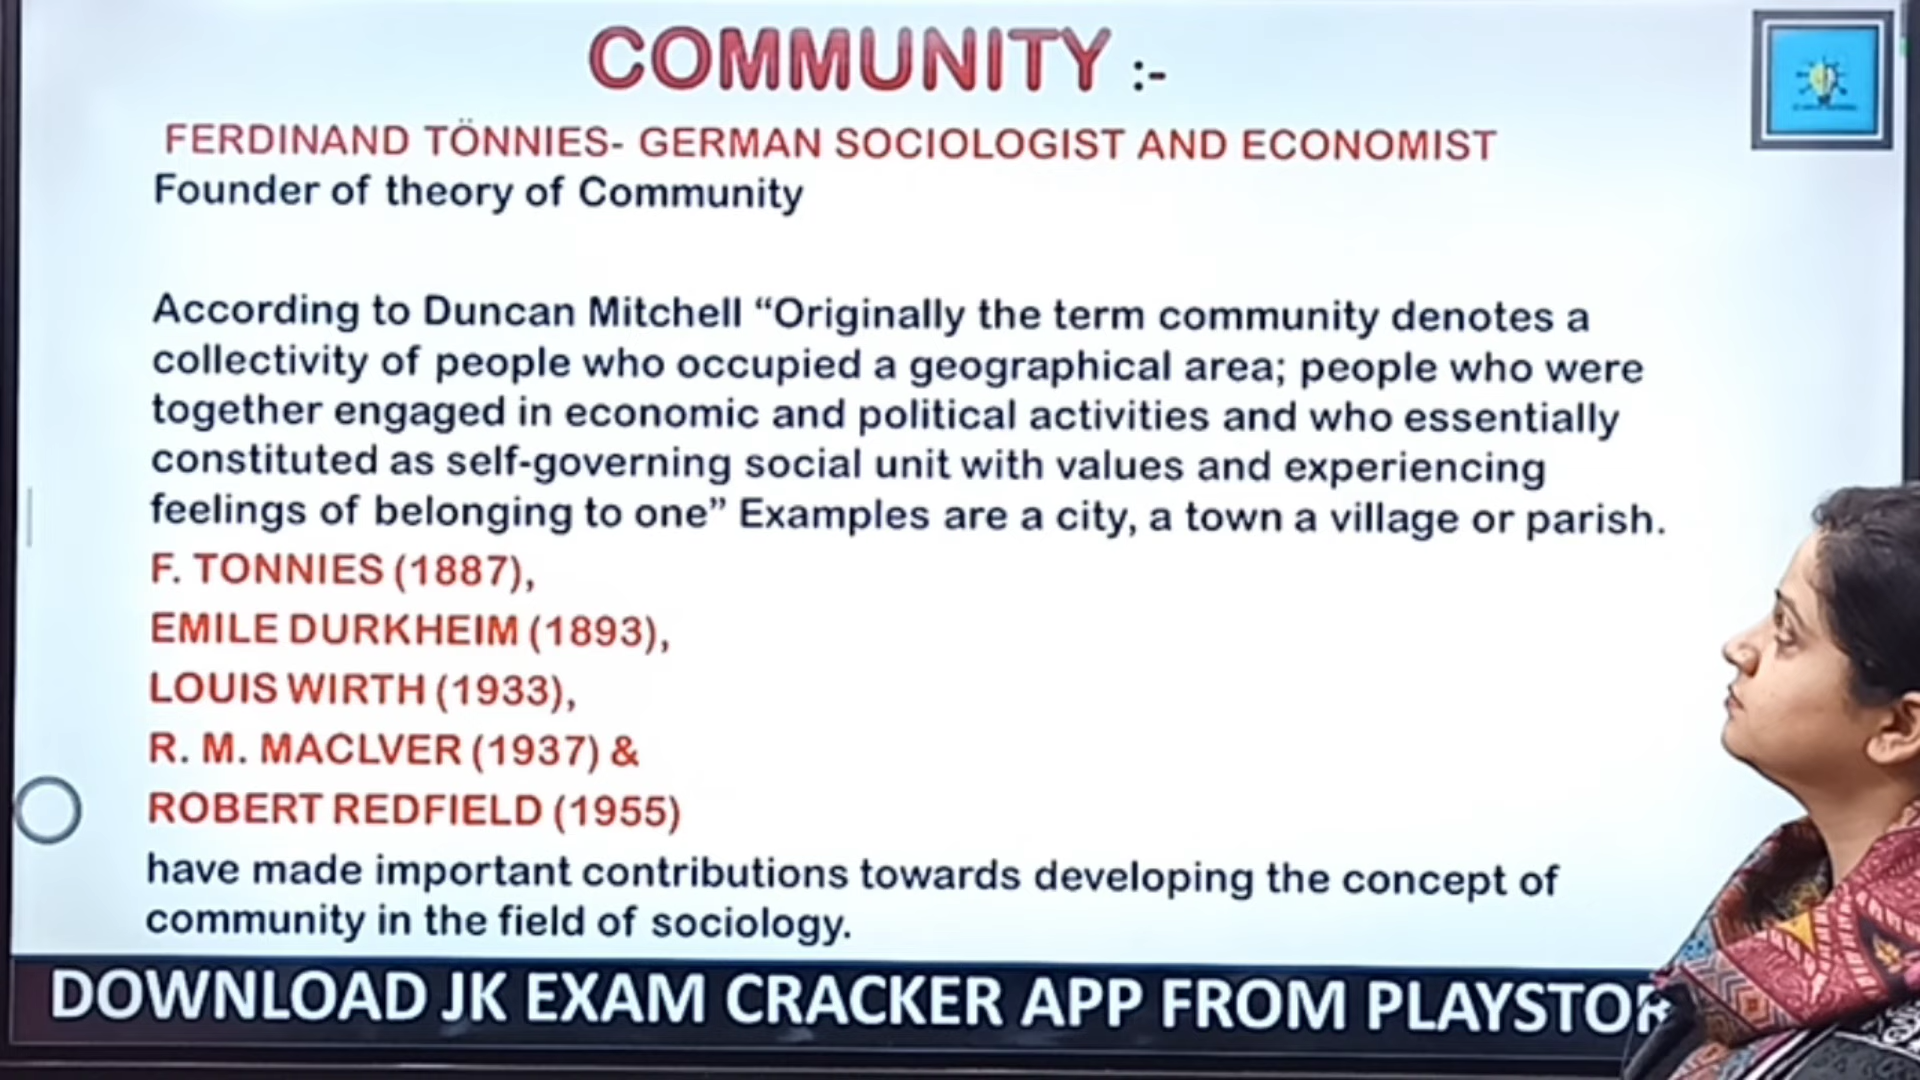 COMMUNITY :-
FERDINAND TÖNNIES- GERMAN SOCIOLOGIST AND ECONOMIST
Founder of theory of Community
According to Duncan Mitchell “Originally the term community denotes a
collectivity of people who occupied a geographical area; people who were
together engaged in economic and political activities and who essentially
constituted as self-governing social unit with values and experiencing
feelings of belonging to one” Examples are a city, a town a village or parish.
F. TONNIES (1887),
EMILE DURKHEIM (1893),
LOUIS WIRTH (1933),
R. M. MACLVER (1937) &
ROBERT REDFIELD (1955)
have made important contributions towards developing the concept of
community in the field of sociology.
DOWNLOAD JK EXAM CRACKER APP FROM PLAYSTOR